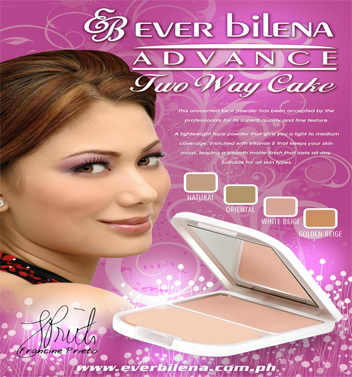 EB EVER BILENA
ADVANCE
Two Way Cake
This unscented face powder has been accepted by the
professionals for its superb quality and fine texture.
A lightweight face powder that give you a light to medium
coverage. Enriched with Vitamin E that keeps your skin
moist, leaving a smooth matte finish that lasts all day.
Suitable for all skin types.
NATURAL
ORIENTAL
WHITE BEIGE
GOLDEN BEIGE
Francine Prieto
www.everbilena.com.ph